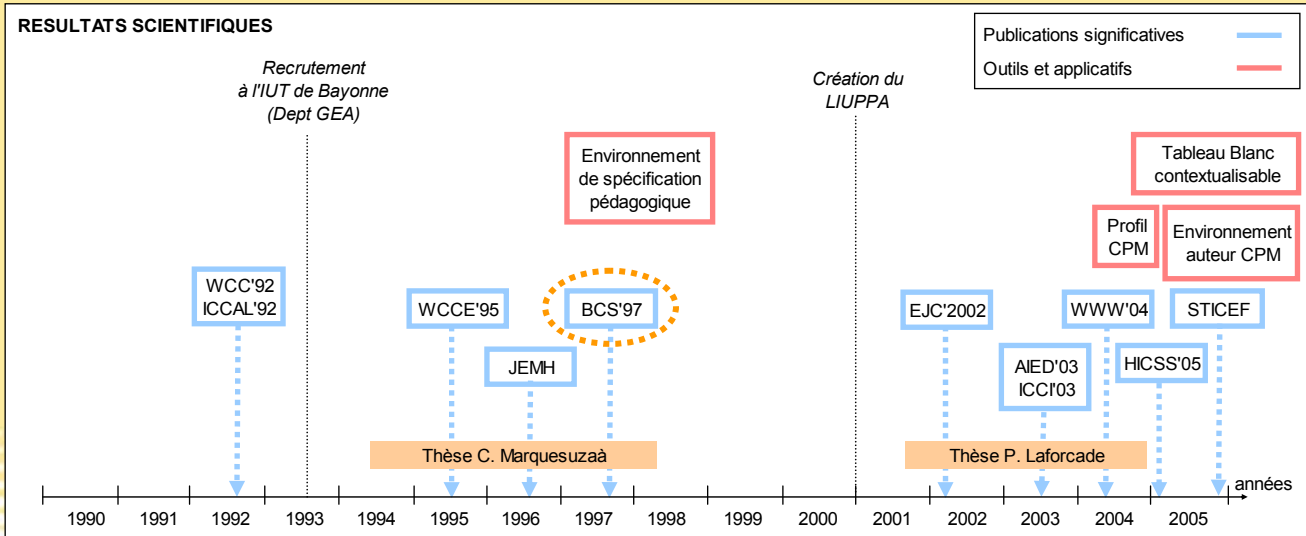 RESULTATS SCIENTIFIQUES
Publications significatives
Outils et applicatifs
Recrutement
à l'IUT de Bayonne
(Dept GEA)
Création du
LIUPPA
Environnement
de spécification
pédagogique
Tableau Blanc
contextualisable
Profil
CPM
Environnement
auteur CPM
WCC'92
ICCAL'92
WCCE'95
BCS'97
EJC'2002
WWW'04
STICEF
JEMH
AIED'03
ICCI'03
HICSS'05
Thèse C. Marquesuzaà
Thèse P. Laforcade
années
1990 1991 1992 1993 1994 1995 1996 1997 1998 1999 2000 2001 2002 2003 2004 2005